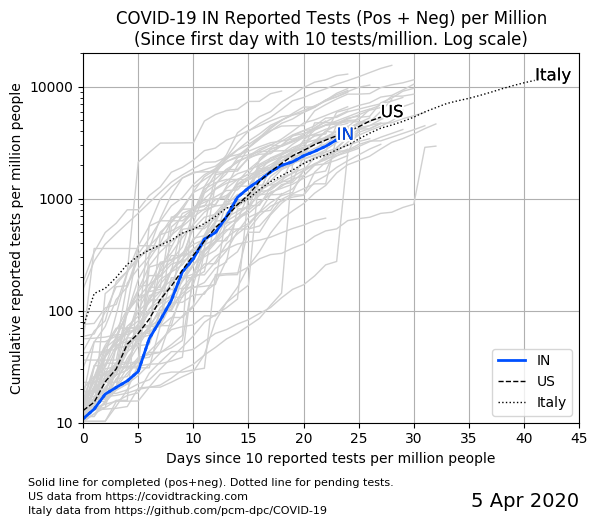 COVID-19 IN Reported Tests (Pos + Neg) per Million
(Since first day with 10 tests/million. Log scale)
Cumulative reported tests per million people
10000
1000
100
10
Italy
US
IN
IN
US
Italy
0 5 10 15 20 25 30 35 40 45
Days since 10 reported tests per million people
Solid line for completed (pos+neg). Dotted line for pending tests.
US data from https://covidtracking.com
Italy data from https://github.com/pcm-dpc/COVID-19
5 Apr 2020